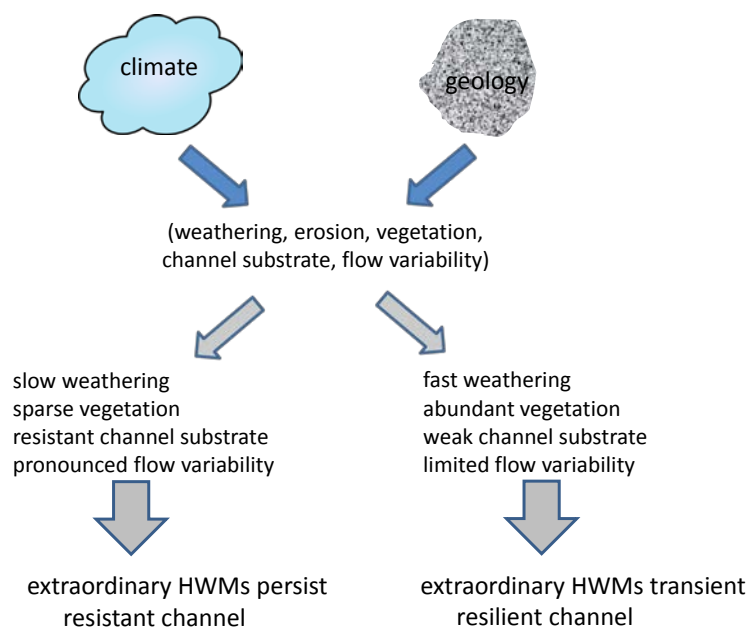 climate
geology
(weathering, erosion, vegetation,
channel substrate, flow variability)
slow weathering
sparse vegetation
resistant channel substrate
pronounced flow variability
fast weathering
abundant vegetation
weak channel substrate
limited flow variability
extraordinary HWMs persist
resistant channel
extraordinary HWMs transient
resilient channel